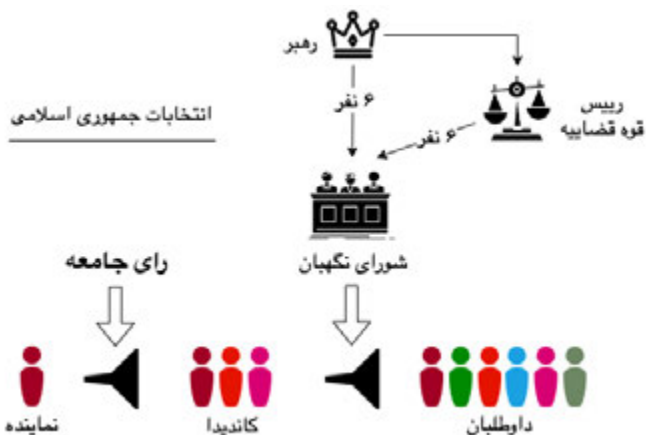 رهبر
۶ نفر
رییس
قوه قضاییه
۶ نفر
انتخابات جمهوری اسلامی
شورای نگهبان
رای جامعه
داوطلبان
کاندیدا
نماینده